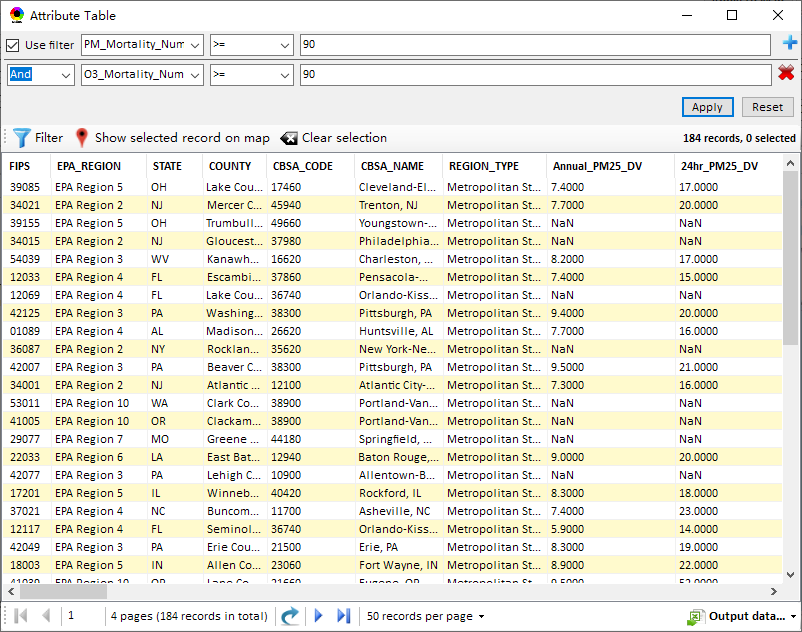 Attribute Table
Use filter PM_Mortality_Num >= 90
And O3_Mortality_Num >= 90
Apply Reset
Filter Show selected record on map Clear selection 184 records, 0 selected
FIPS EPA_REGION STATE COUNTY CBSA_CODE CBSA_NAME REGION_TYPE Annual_PM25_DV 24hr_PM25_DV
39085 EPA Region 5 OH Lake Cou... 17460 Cleveland-El... Metropolitan St... 7.4000 17.0000
34021 EPA Region 2 NJ Mercer C... 45940 Trenton, NJ Metropolitan St... 7.7000 20.0000
39155 EPA Region 5 OH Trumbull... 49660 Youngstown-... Metropolitan St... NaN NaN
34015 EPA Region 2 NJ Gloucest... 37980 Philadelphia... Metropolitan St... NaN NaN
54039 EPA Region 3 WV Kanawh... 16620 Charleston, ... Metropolitan St... 8.2000 17.0000
12033 EPA Region 4 FL Escambi... 37860 Pensacola-... Metropolitan St... 7.4000 15.0000
12069 EPA Region 4 FL Lake Cou... 36740 Orlando-Kiss... Metropolitan St... NaN NaN
42125 EPA Region 3 PA Washing... 38300 Pittsburgh, PA Metropolitan St... 9.4000 20.0000
01089 EPA Region 4 AL Madison... 26620 Huntsville, AL Metropolitan St... 7.7000 16.0000
36087 EPA Region 2 NY Rocklan... 35620 New York-Ne... Metropolitan St... NaN NaN
42007 EPA Region 3 PA Beaver C... 38300 Pittsburgh, PA Metropolitan St... 9.5000 21.0000
34001 EPA Region 2 NJ Atlantic ... 12100 Atlantic City-... Metropolitan St... 7.3000 16.0000
53011 EPA Region 10 WA Clark Co... 38900 Portland-Van... Metropolitan St... NaN NaN
41005 EPA Region 10 OR Clackam... 38900 Portland-Van... Metropolitan St... NaN NaN
29077 EPA Region 7 MO Greene ... 44180 Springfield, ... Metropolitan St... NaN NaN
22033 EPA Region 6 LA East Bat... 12940 Baton Rouge,... Metropolitan St... 9.0000 20.0000
42077 EPA Region 3 PA Lehigh C... 10900 Allentown-B... Metropolitan St... NaN NaN
17201 EPA Region 5 IL Winneb... 40420 Rockford, IL Metropolitan St... 8.3000 18.0000
37021 EPA Region 4 NC Buncom... 11700 Asheville, NC Metropolitan St... 7.4000 23.0000
12117 EPA Region 4 FL Seminol... 36740 Orlando-Kiss... Metropolitan St... 5.9000 14.0000
42049 EPA Region 3 PA Erie Cou... 21500 Erie, PA Metropolitan St... 8.3000 19.0000
18003 EPA Region 5 IN Allen Co... 23060 Fort Wayne, IN Metropolitan St... 8.9000 22.0000
41039 EPA Region 10 OR Lane Co... 21660 Eugene, OR Metropolitan St... 9.5000 52.0000
1 4 pages (184 records in total) 50 records per page Output data...